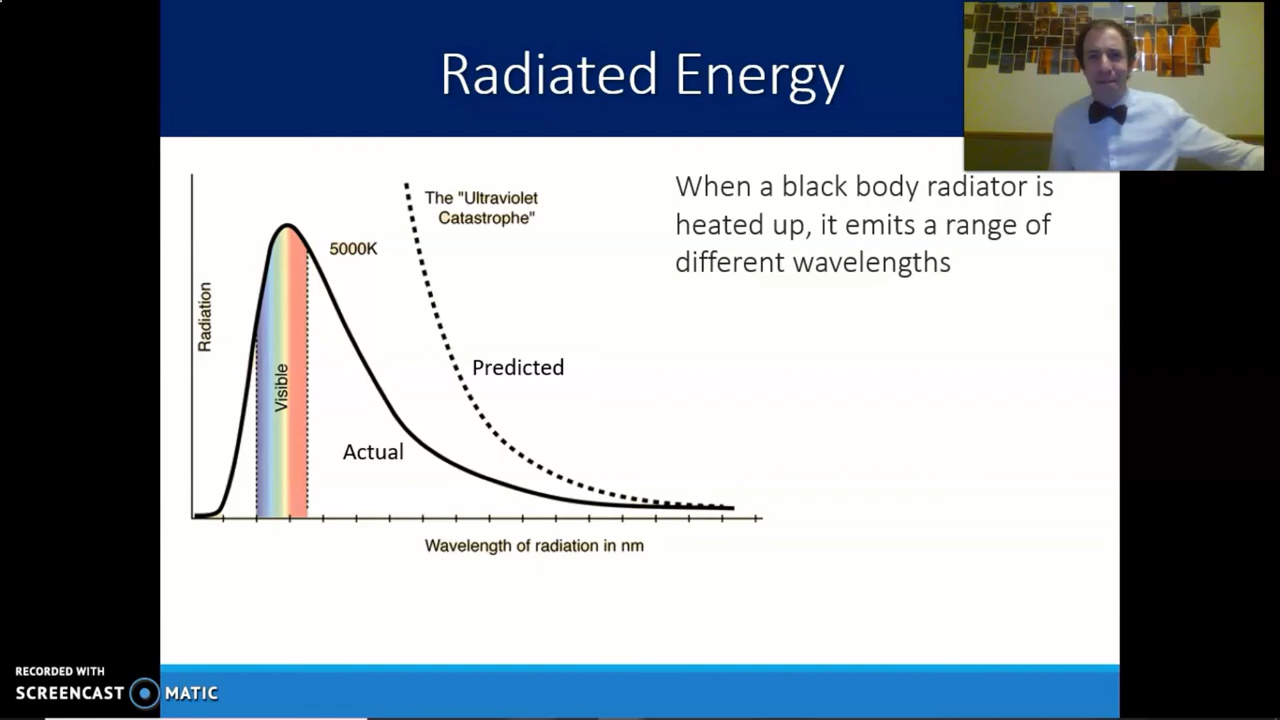 Radiated Energy
The "Ultraviolet
Catastrophe"
5000K
Radiation
Visible
Predicted
Actual
Wavelength of radiation in nm
When a black body radiator is
heated up, it emits a range of
different wavelengths
RECORDED WITH
SCREENCAST MATIC